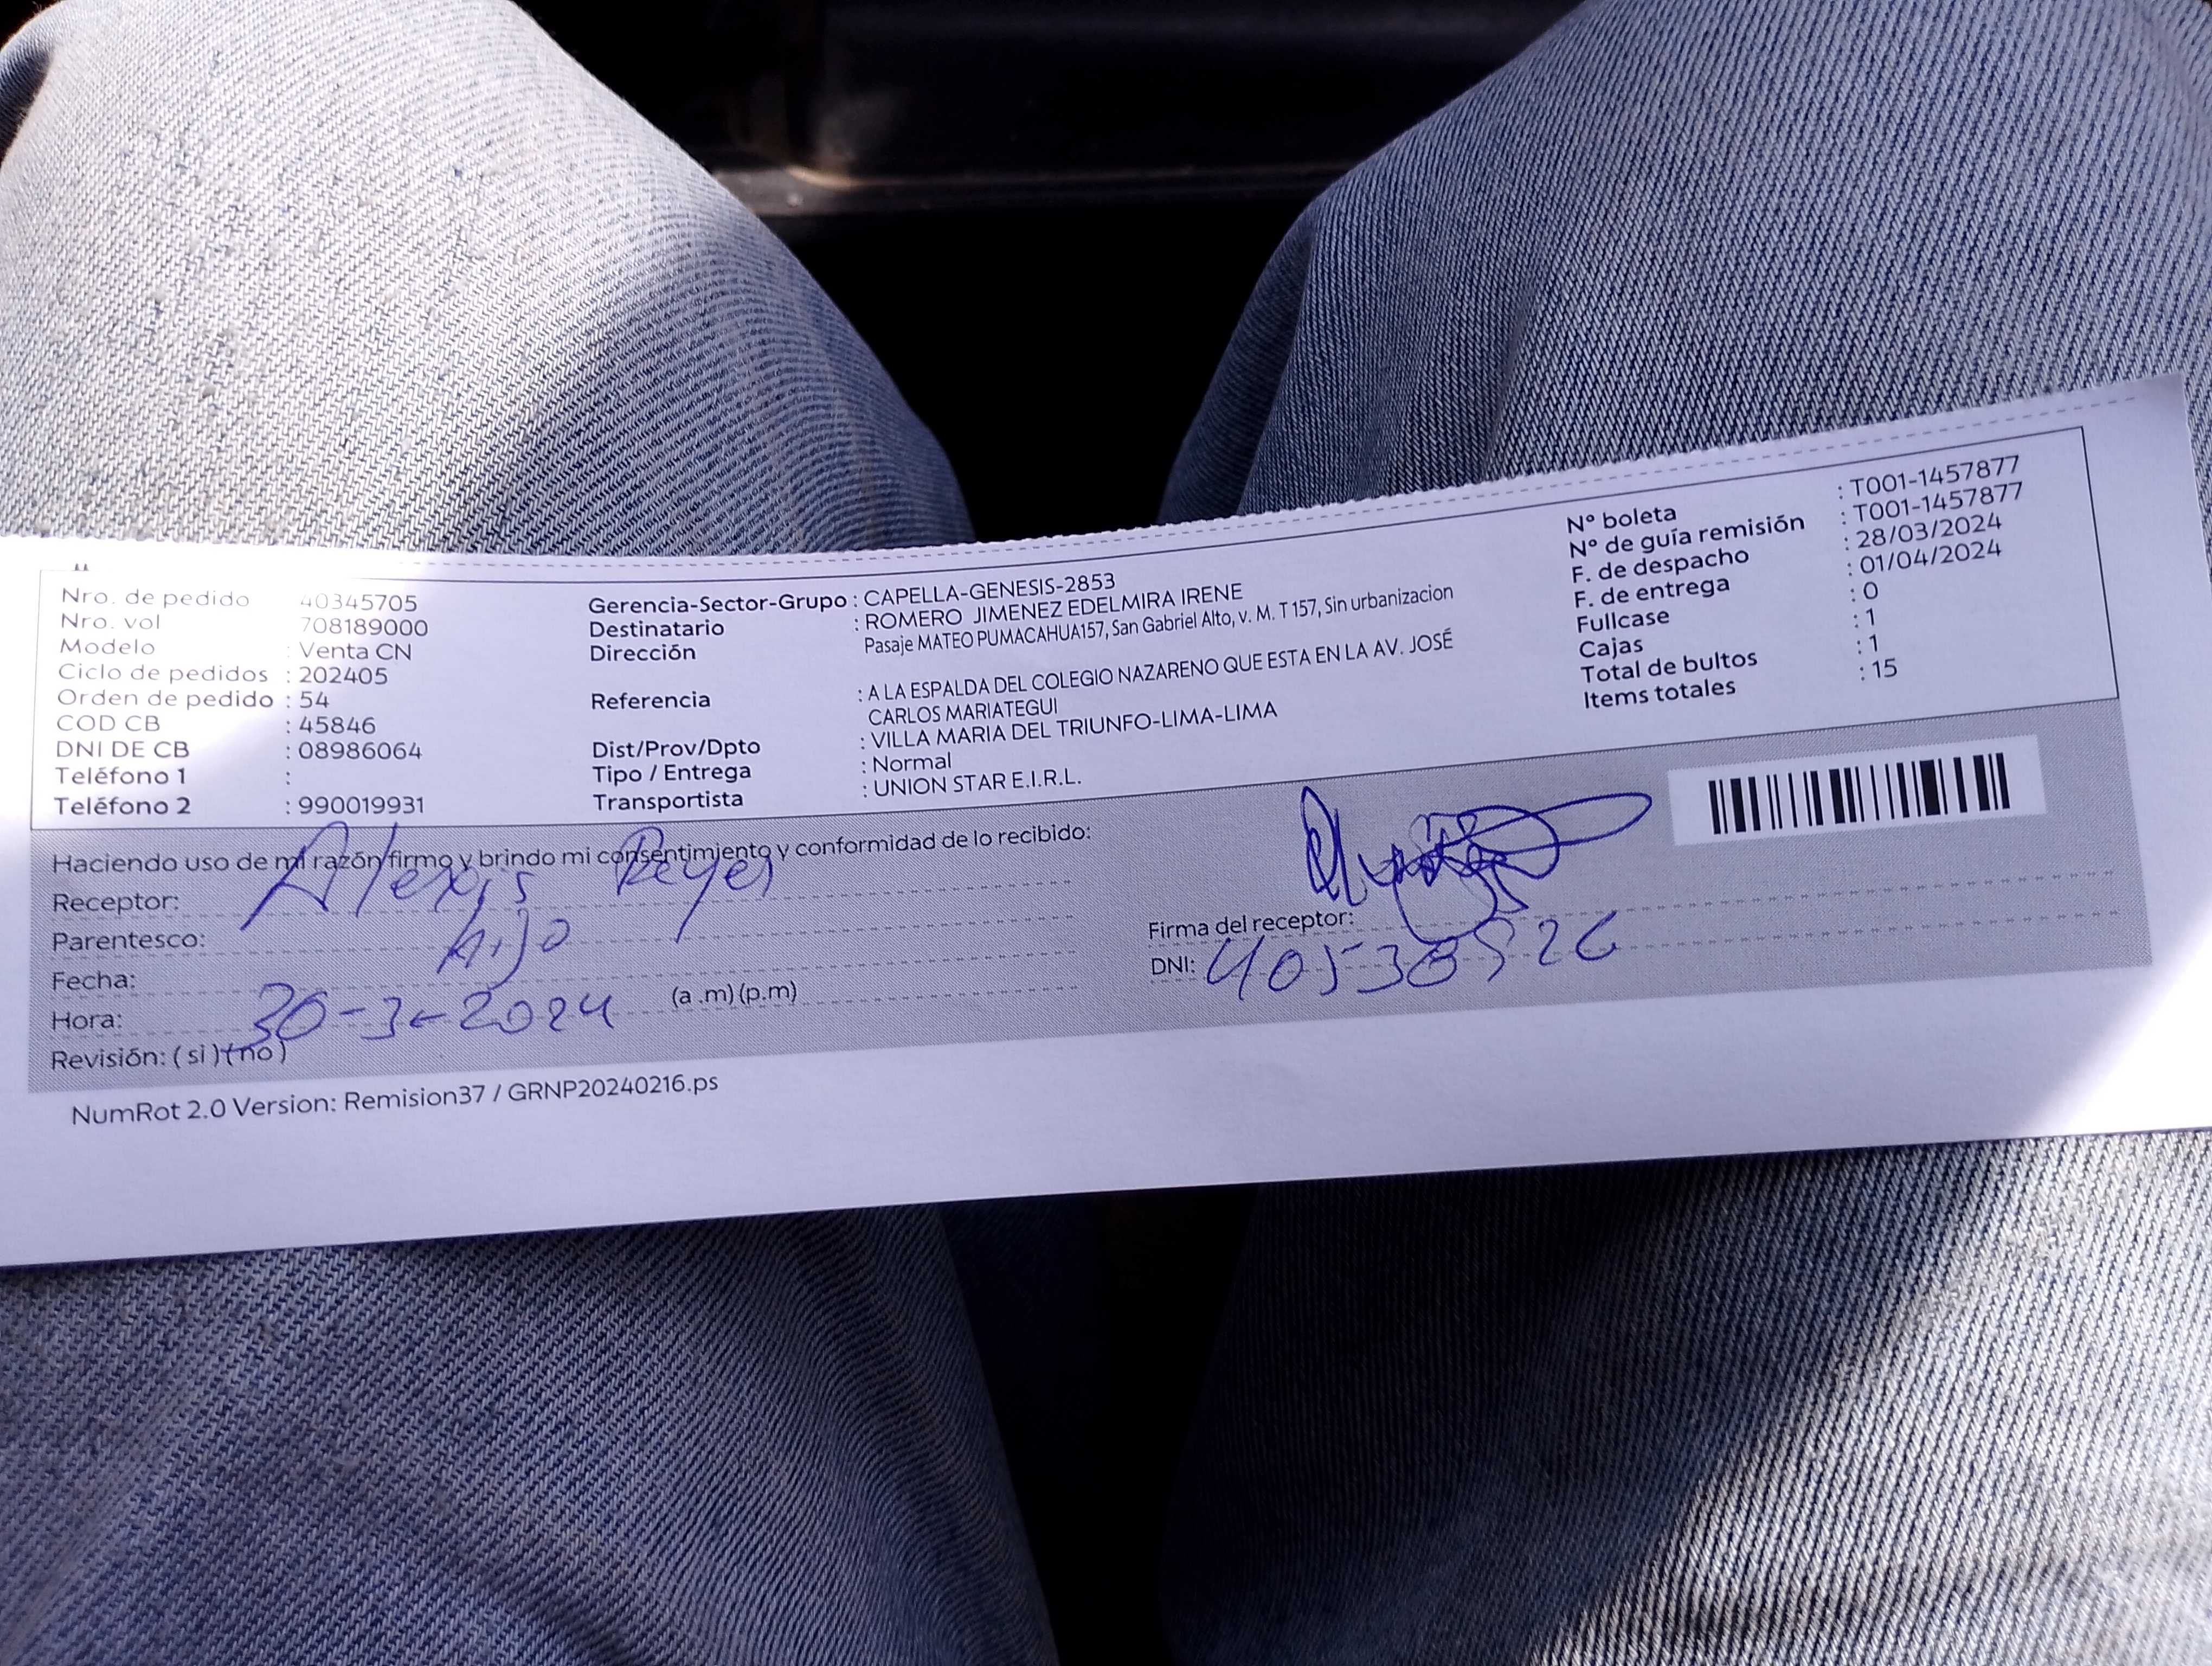 Nro. de pedido 40345705
Nro. vol 708189000
Modelo : Venta CN
Ciclo de pedidos : 202405
Orden de pedido : 54
COD CB : 45846
DNI DE CB : 08986064
Teléfono 1 :
Teléfono 2 : 990019931
Gerencia-Sector-Grupo : CAPELLA-GENESIS-2853
Destinatario : ROMERO JIMENEZ EDELMIRA IRENE
Dirección Pasaje MATEO PUMACAHUA157, San Gabriel Alto, v. M. T 157, Sin urbanizacion
Referencia : A LA ESPALDA DEL COLEGIO NAZARENO QUE ESTA EN LA AV. JOSÉ
CARLOS MARIATEGUI
Dist/Prov/Dpto : VILLA MARIA DEL TRIUNFO-LIMA-LIMA
Tipo / Entrega : Normal
Transportista : UNION STAR E.I.R.L.
N° boleta : T001-1457877
N° de guía remisión : T001-1457877
F. de despacho : 28/03/2024
F. de entrega : 01/04/2024
Fullcase : 0
Cajas : 1
Total de bultos : 1
Items totales : 15
Haciendo uso de mi razón firmo y brindo mi consentimiento y conformidad de lo recibido:
Receptor: Alexis Reyes
Parentesco: hijo
Fecha:
Hora: 30-3-2024 (a .m) (p.m)
Revisión: ( si ) ( no )
Firma del receptor:
DNI: 40538526
NumRot 2.0 Version: Remision37 / GRNP20240216.ps